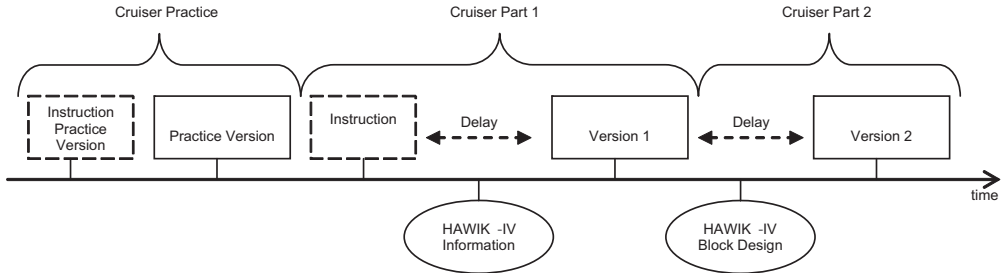 Cruiser Practice
Cruiser Part 1
Cruiser Part 2
Instruction
Practice
Version
Practice Version
Instruction
Delay
Version 1
Delay
Version 2
time
HAWIK -IV
Information
HAWIK -IV
Block Design